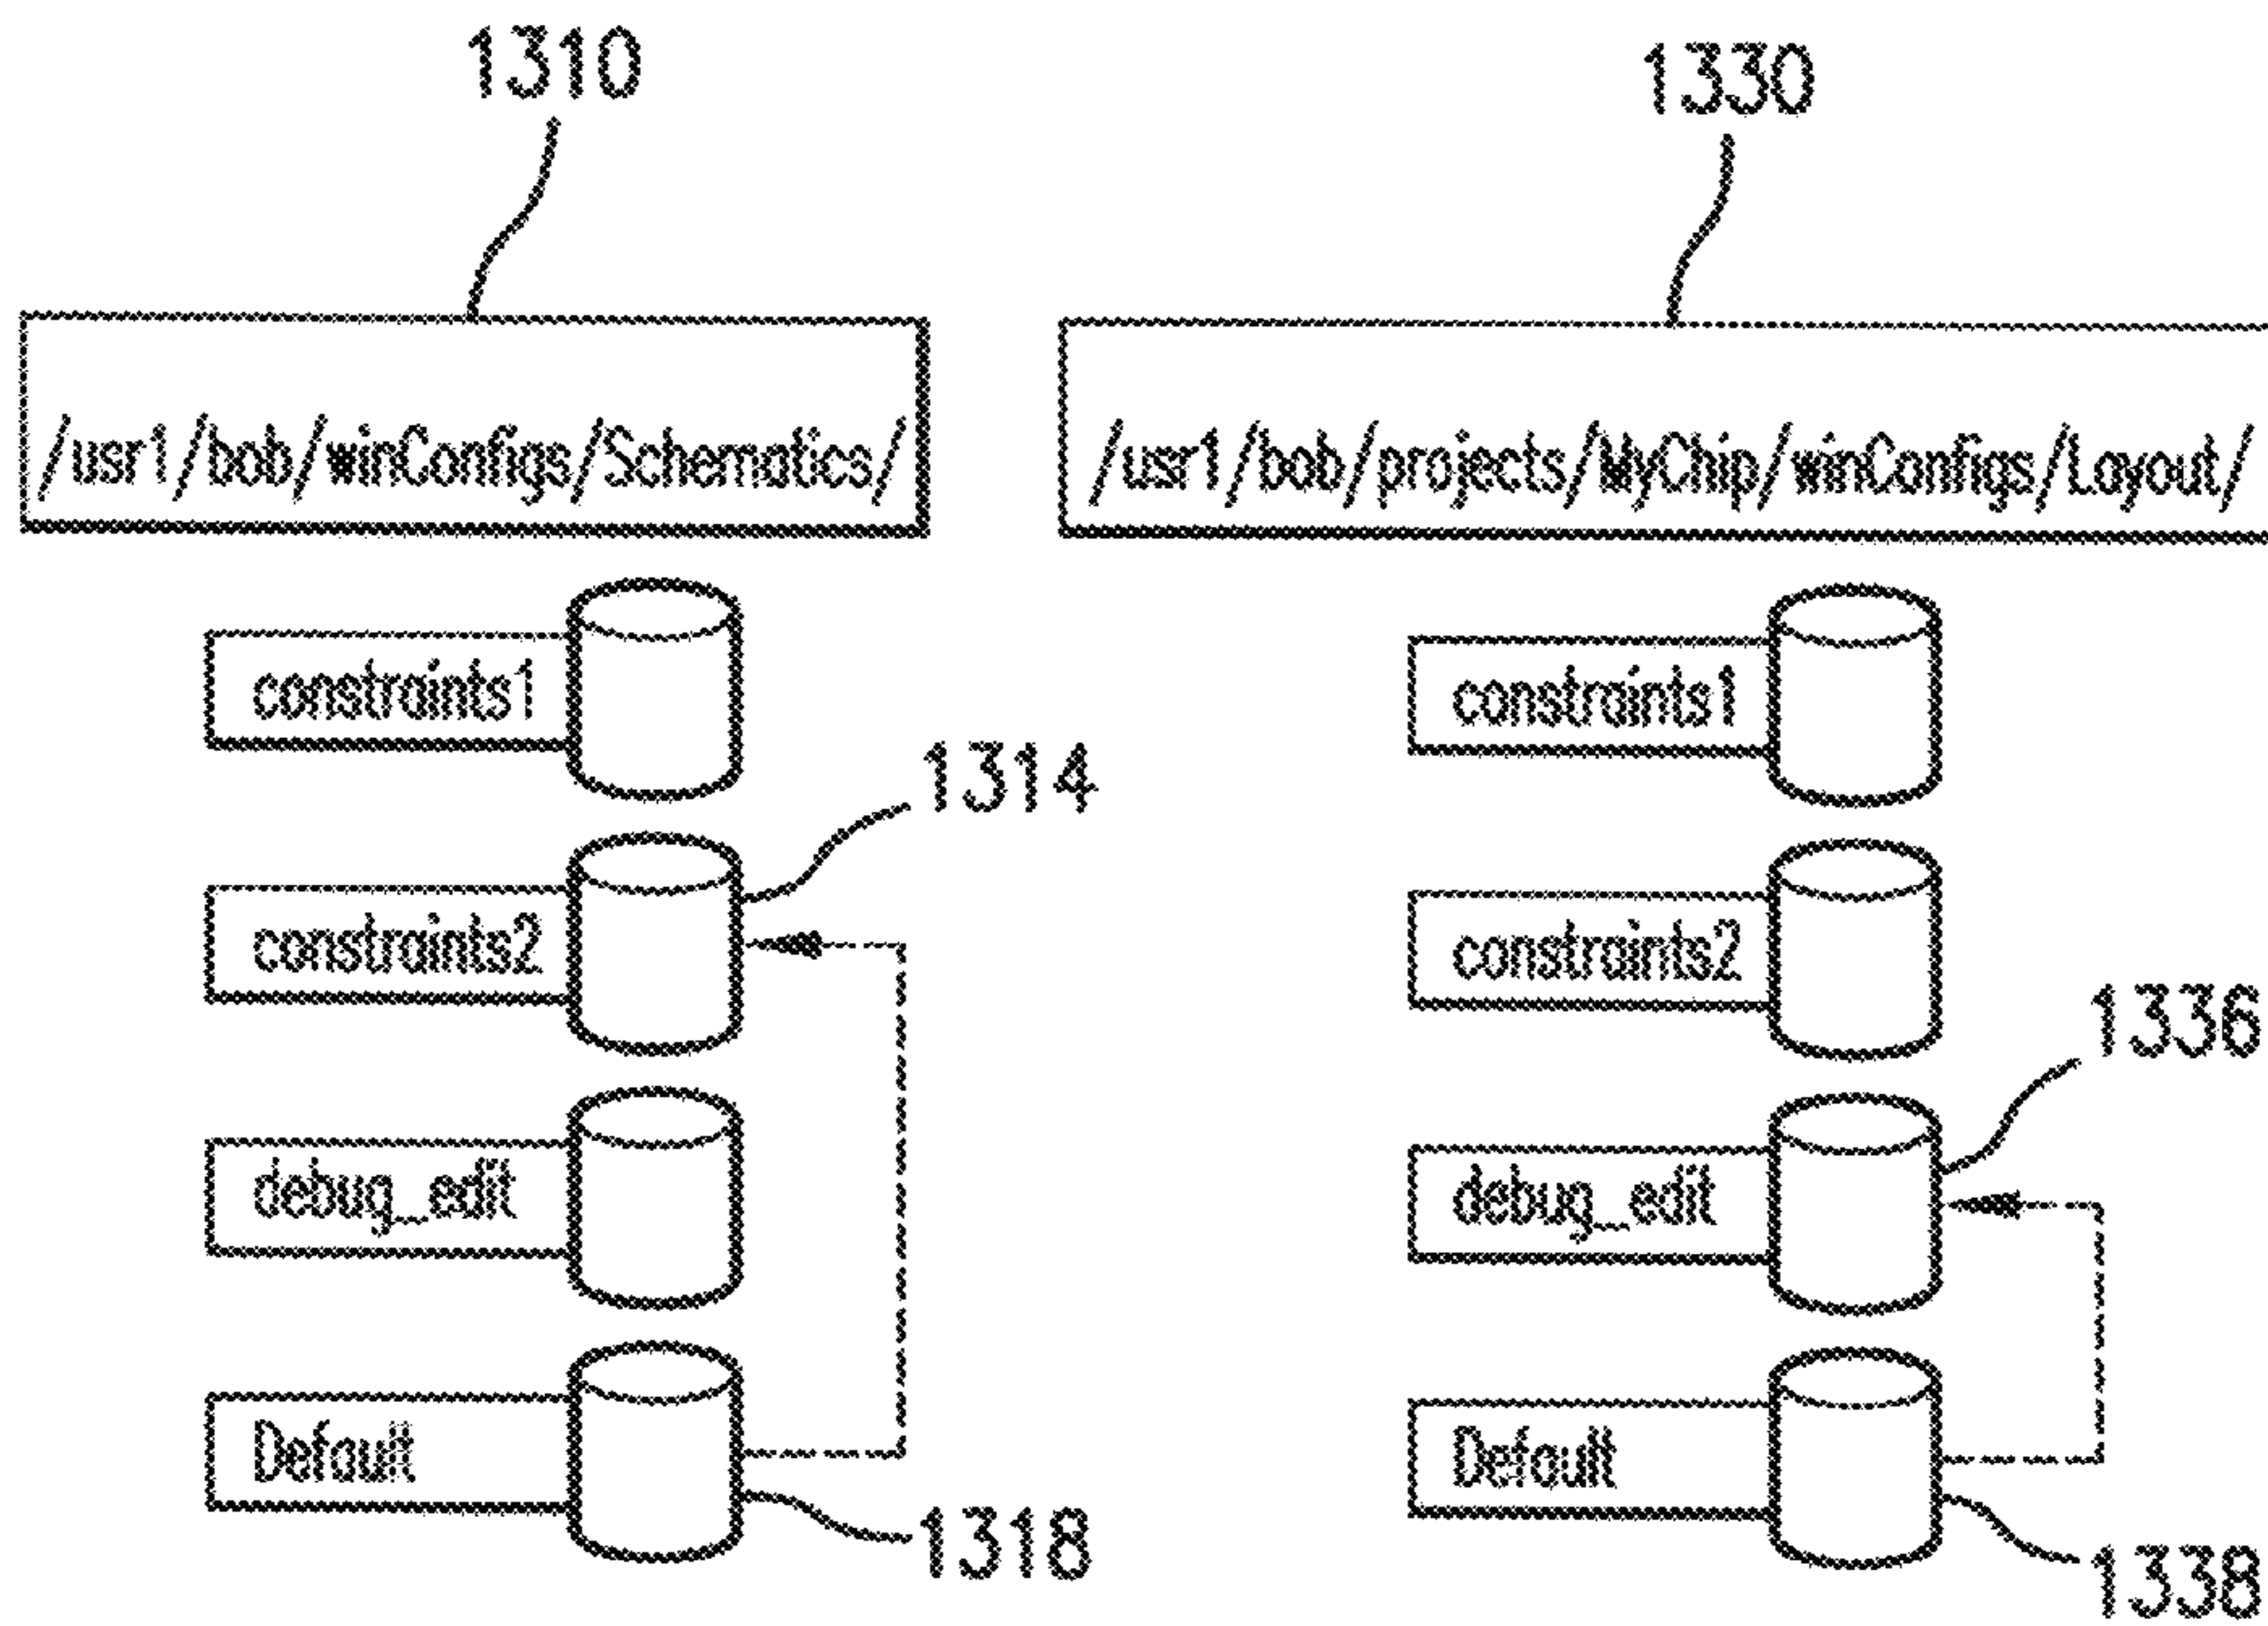 1310
1330
/usr1/bob/winConfigs/Schematics/
/usr1/bob/projects/MyChip/winConfigs/Layout/
constraints1
constraints1
1314
constraints2
constraints2
1336
debug_edit
debug_edit
Default
Default
1318
1338